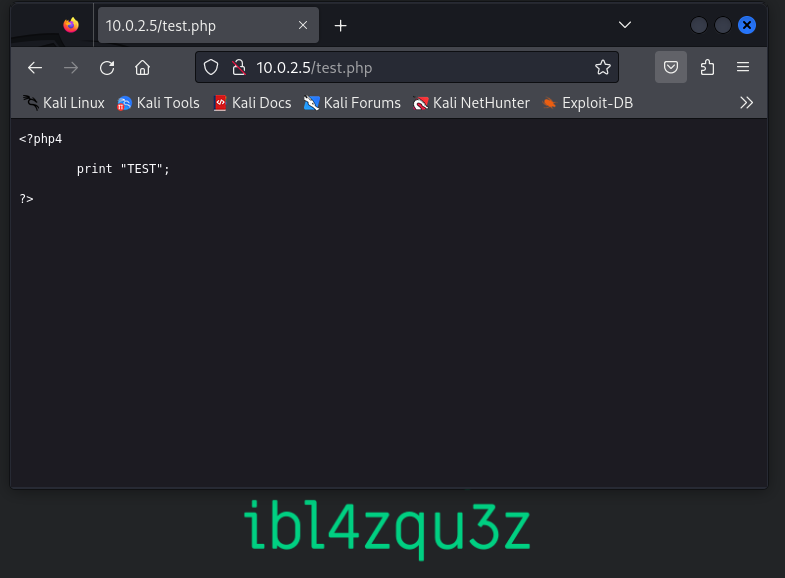 10.0.2.5/test.php
10.0.2.5/test.php
Kali Linux Kali Tools Kali Docs Kali Forums Kali NetHunter Exploit-DB
<?php4
print "TEST";
?>
ibl4zqu3z